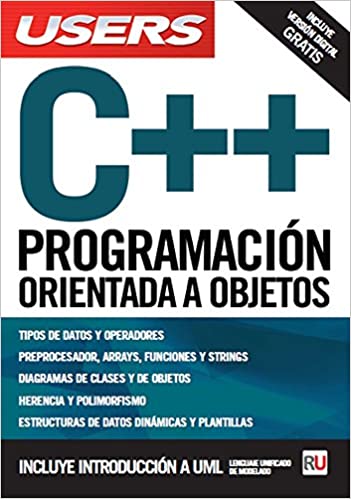 USERS
INCLUYE
VERSIÓN DIGITAL
GRATIS
C++
PROGRAMACIÓN
ORIENTADA A OBJETOS
TIPOS DE DATOS Y OPERADORES
PREPROCESADOR, ARRAYS, FUNCIONES Y STRINGS
DIAGRAMAS DE CLASES Y DE OBJETOS
HERENCIA Y POLIMORFISMO
ESTRUCTURAS DE DATOS DINÁMICAS Y PLANTILLAS
INCLUYE INTRODUCCIÓN A UML LENGUAJE UNIFICADO
DE MODELADO
RU